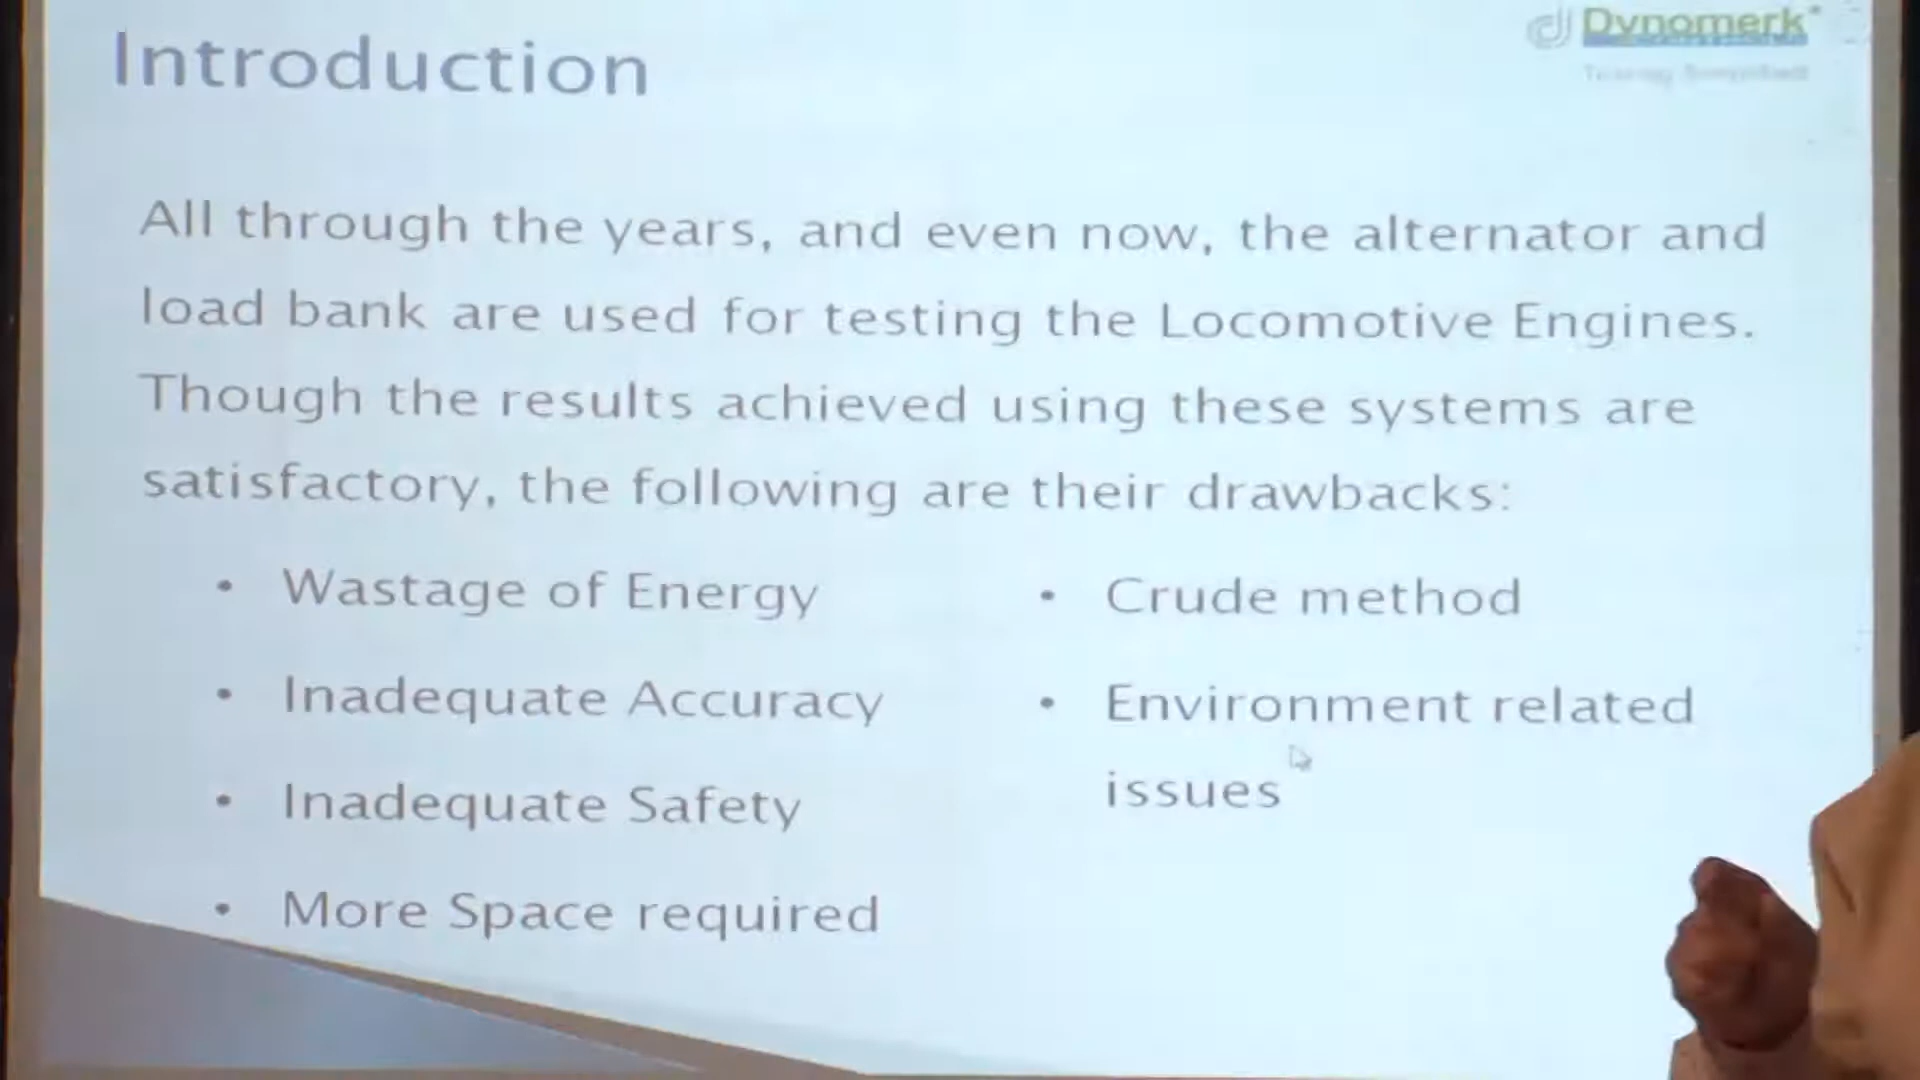 Introduction
Dynomerk
All through the years, and even now, the alternator and
load bank are used for testing the Locomotive Engines.
Though the results achieved using these systems are
satisfactory, the following are their drawbacks:
• Wastage of Energy
• Inadequate Accuracy
• Inadequate Safety
• More Space required
• Crude method
• Environment related
issues